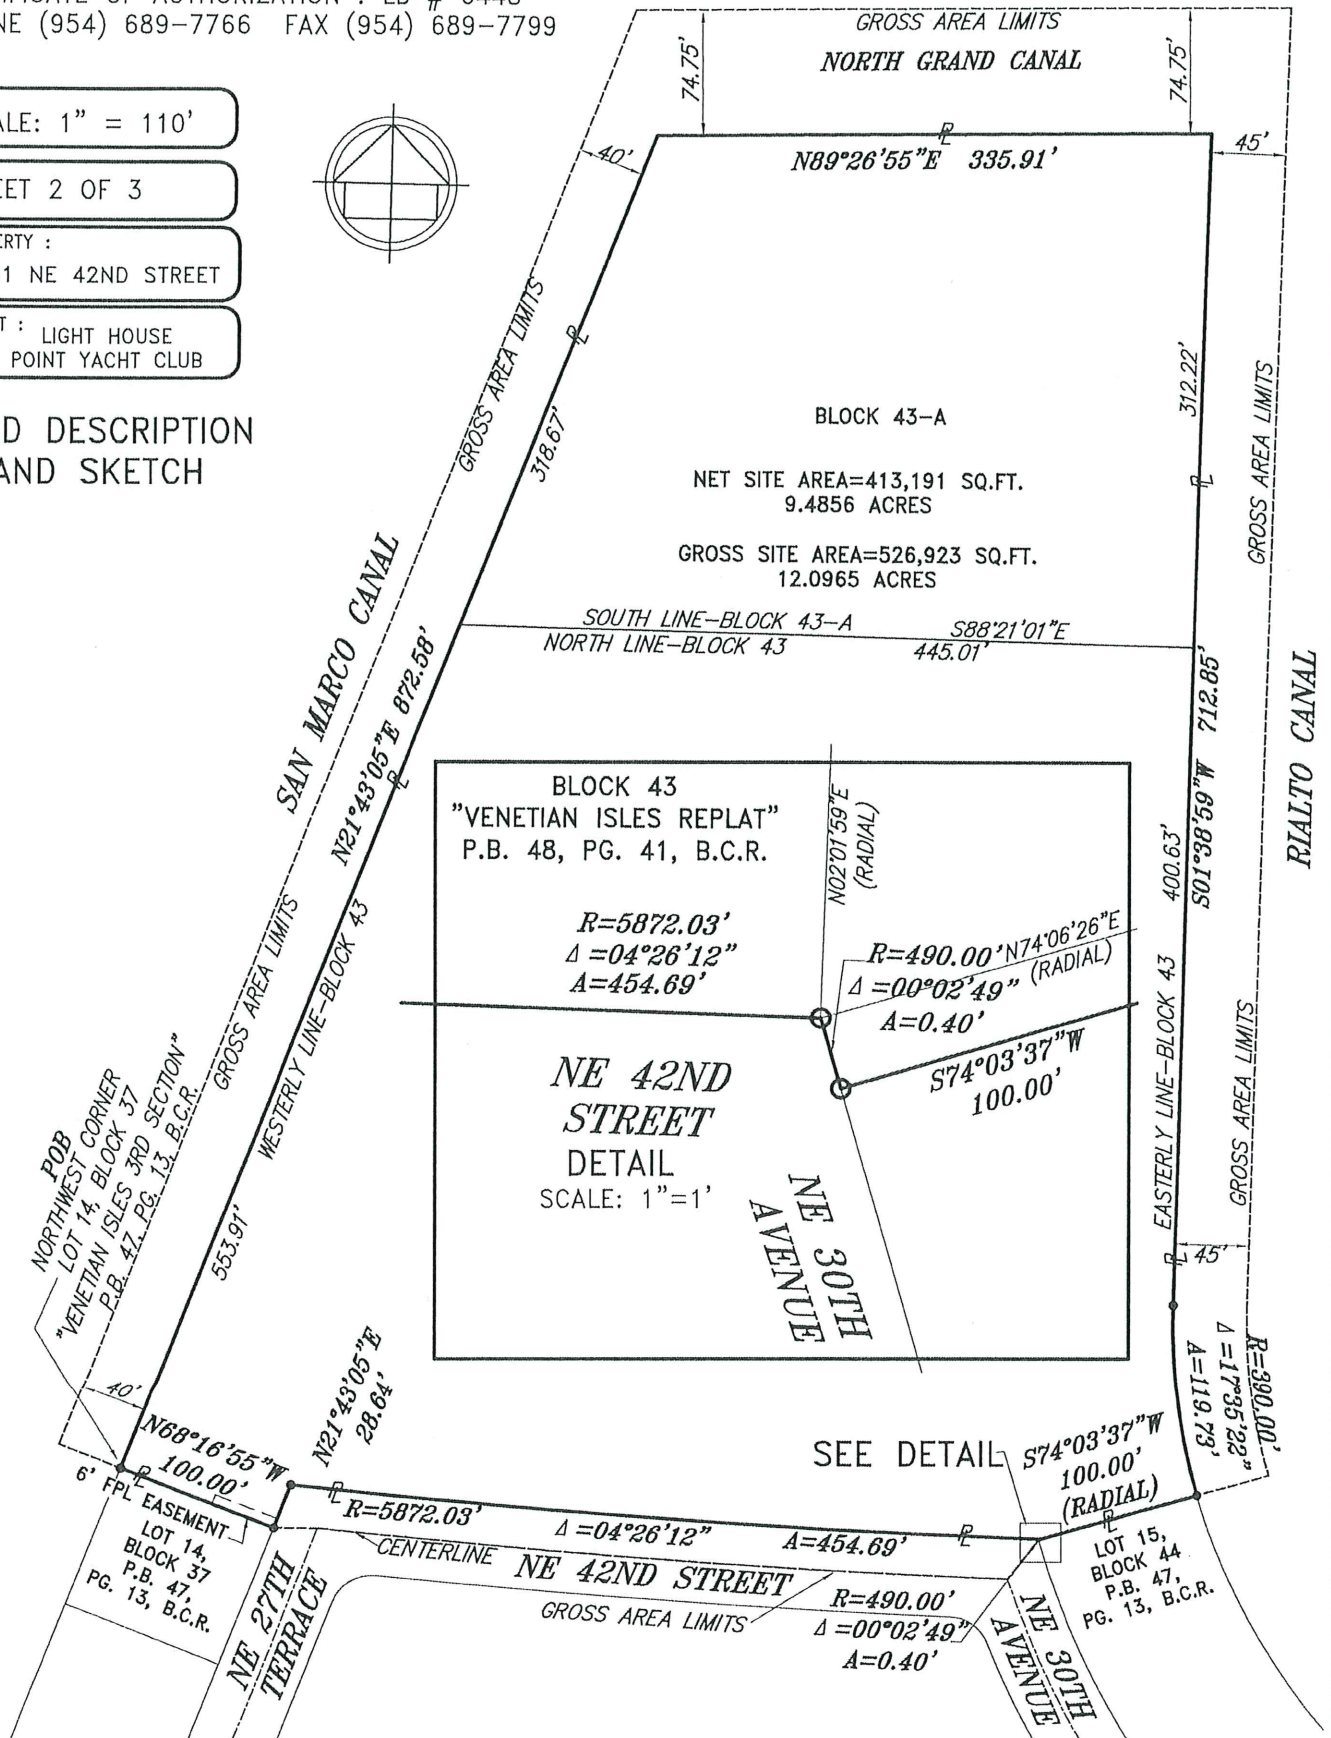 NE (954) 689-7766 FAX (954) 689-7799
ALE: 1" = 110'
EET 2 OF 3
ERTY :
1 NE 42ND STREET
T : LIGHT HOUSE
POINT YACHT CLUB
D DESCRIPTION
AND SKETCH
GROSS AREA LIMITS
NORTH GRAND CANAL
74.75'
74.75'
40'
N89°26'55"E 335.91'
45'
GROSS AREA LIMITS
318.67'
312.22'
GROSS AREA LIMITS
BLOCK 43-A
NET SITE AREA=413,191 SQ.FT.
9.4856 ACRES
GROSS SITE AREA=526,923 SQ.FT.
12.0965 ACRES
SOUTH LINE-BLOCK 43-A S88°21'01"E
NORTH LINE-BLOCK 43 445.01'
SAN MARCO CANAL
N21°43'05"E 872.58'
S01°38'59"W 712.85'
RIALTO CANAL
400.63'
EASTERLY LINE-BLOCK 43
GROSS AREA LIMITS
45'
BLOCK 43
"VENETIAN ISLES REPLAT"
P.B. 48, PG. 41, B.C.R.
N02°01'59"E
(RADIAL)
R=5872.03'
Δ =04°26'12"
A=454.69'
R=490.00'
Δ =00°02'49"
A=0.40'
N74°06'26"E
(RADIAL)
S74°03'37"W
100.00'
NE 42ND
STREET
DETAIL
SCALE: 1"=1'
NE 30TH
AVENUE
GROSS AREA LIMITS
WESTERLY LINE-BLOCK 43
553.91'
POB
NORTHWEST CORNER
LOT 14, BLOCK 37
"VENETIAN ISLES 3RD SECTION"
P.B. 47, PG. 13, B.C.R.
40'
N68°16'55"W
100.00'
N21°43'05"E
28.64'
6' FPL EASEMENT
LOT 14,
BLOCK 37
P.B. 47,
PG. 13, B.C.R.
R=5872.03' Δ =04°26'12" A=454.69'
CENTERLINE
NE 42ND STREET
GROSS AREA LIMITS
NE 27TH
TERRACE
R=490.00'
Δ =00°02'49"
A=0.40'
SEE DETAIL
S74°03'37"W
100.00'
(RADIAL)
R=390.00'
Δ =17°35'22"
A=119.73'
LOT 15,
BLOCK 44
P.B. 47,
PG. 13, B.C.R.
NE 30TH
AVENUE